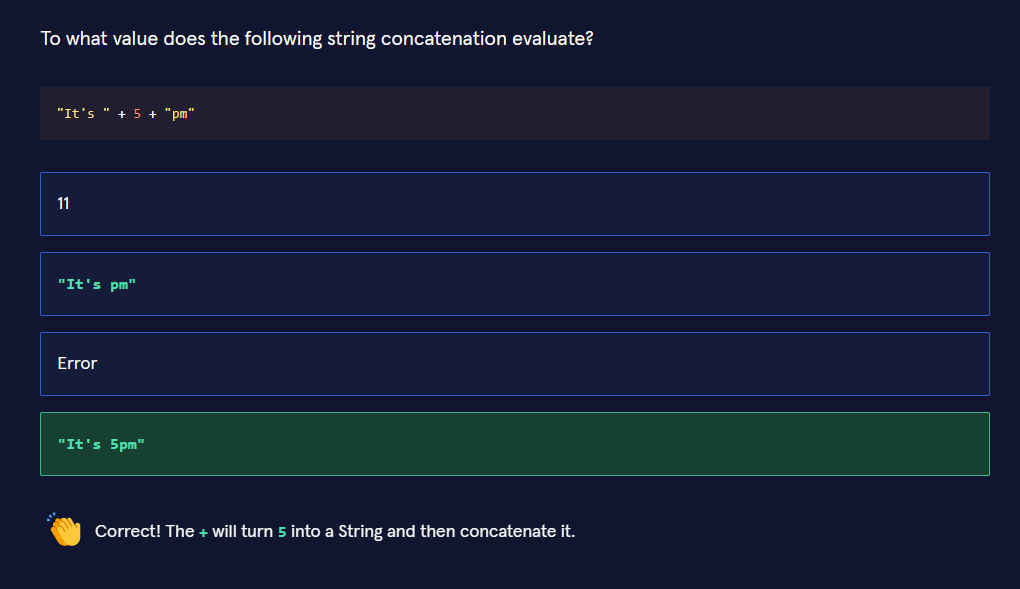 To what value does the following string concatenation evaluate?
"It's " + 5 + "pm"
11
"It's pm"
Error
"It's 5pm"
Correct! The + will turn 5 into a String and then concatenate it.